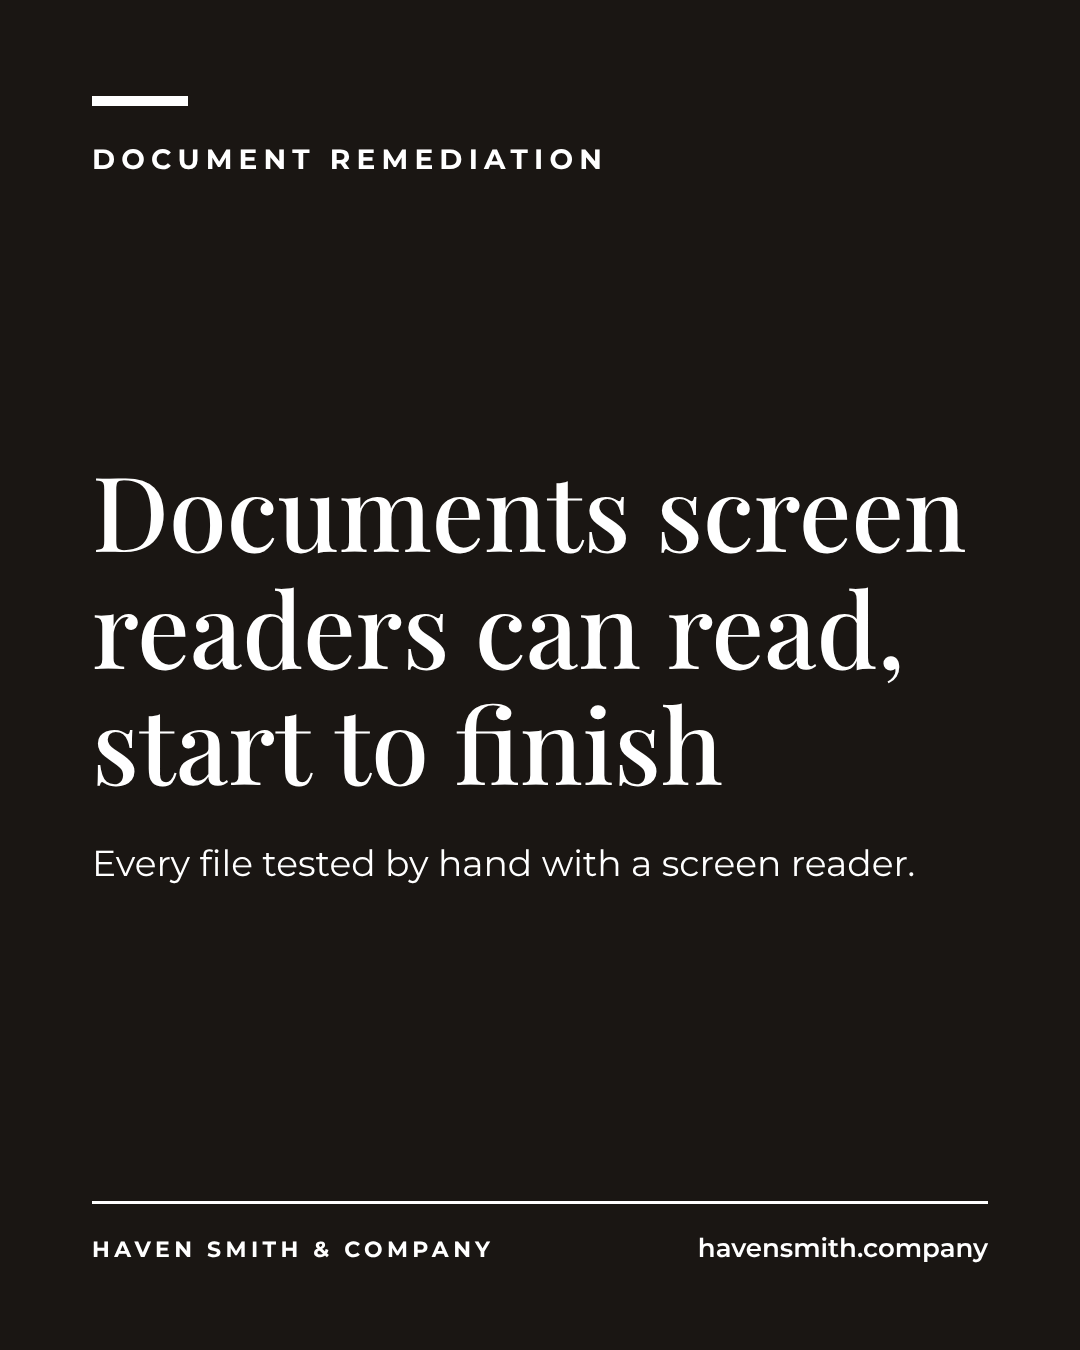 DOCUMENT REMEDIATION
Documents screen
readers can read,
start to finish
Every file tested by hand with a screen reader.
HAVEN SMITH & COMPANY
havensmith.company